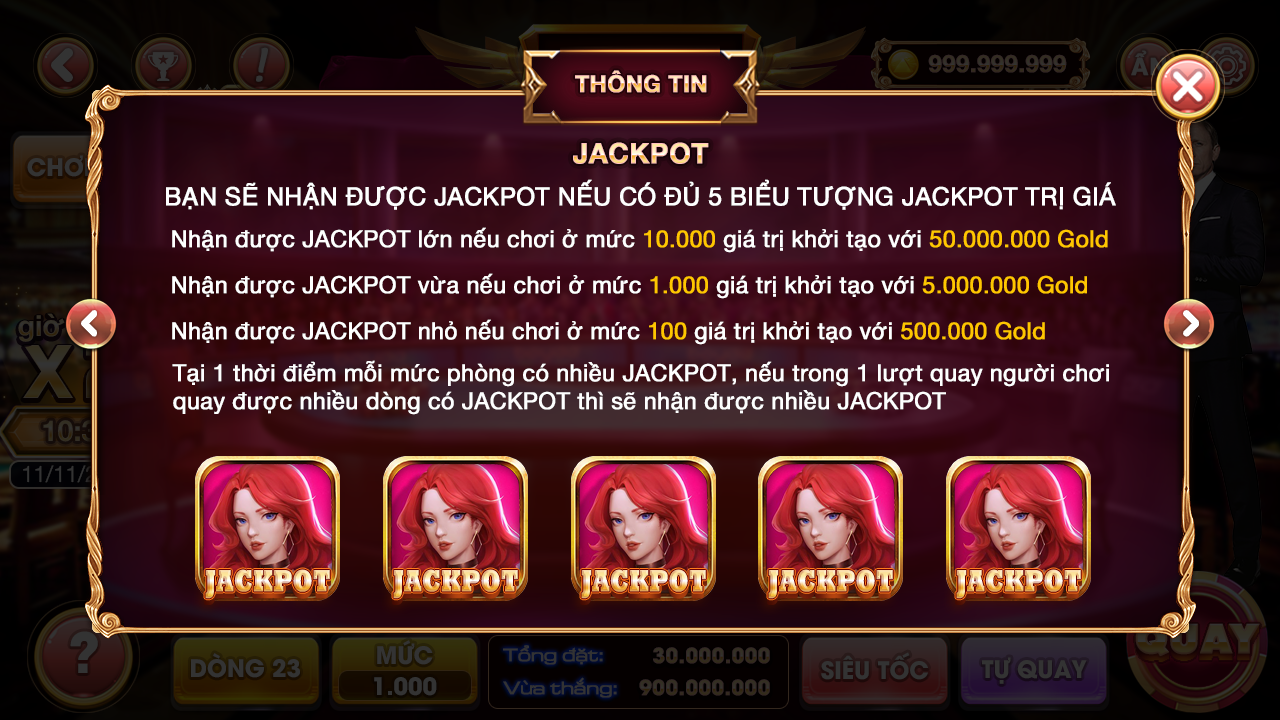 THÔNG TIN
999.999.999
JACKPOT
BẠN SẼ NHẬN ĐƯỢC JACKPOT NẾU CÓ ĐỦ 5 BIỂU TƯỢNG JACKPOT TRỊ GIÁ
Nhận được JACKPOT lớn nếu chơi ở mức 10.000 giá trị khởi tạo với 50.000.000 Gold
Nhận được JACKPOT vừa nếu chơi ở mức 1.000 giá trị khởi tạo với 5.000.000 Gold
Nhận được JACKPOT nhỏ nếu chơi ở mức 100 giá trị khởi tạo với 500.000 Gold
giờ
Tại 1 thời điểm mỗi mức phòng có nhiều JACKPOT, nếu trong 1 lượt quay người chơi
quay được nhiều dòng có JACKPOT thì sẽ nhận được nhiều JACKPOT
JACKPOT JACKPOT JACKPOT JACKPOT JACKPOT
?
DÒNG 23
MỨC
1.000
Tổng đặt: 30.000.000
Vừa thắng: 900.000.000
SIÊU TỐC
TỰ QUAY
QUAY